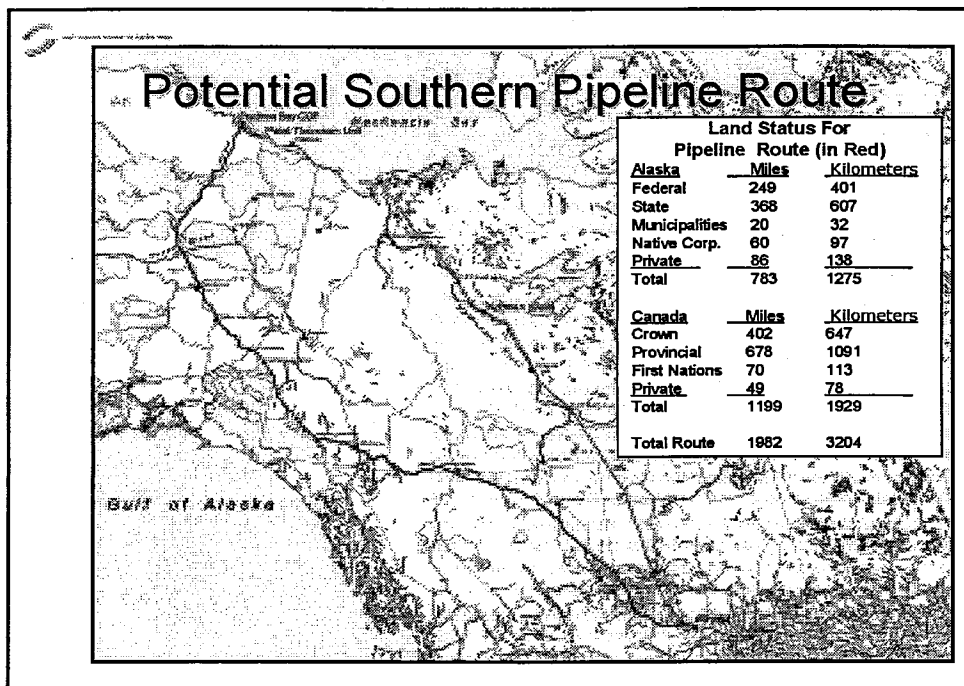 Potential Southern Pipeline Route
Land Status For
Pipeline Route (in Red)
Alaska Miles Kilometers
Federal 249 401
State 368 607
Municipalities 20 32
Native Corp. 60 97
Private 86 138
Total 783 1275
Canada Miles Kilometers
Crown 402 647
Provincial 678 1091
First Nations 70 113
Private 49 78
Total 1199 1929
Total Route 1982 3204
Gulf of Alaska